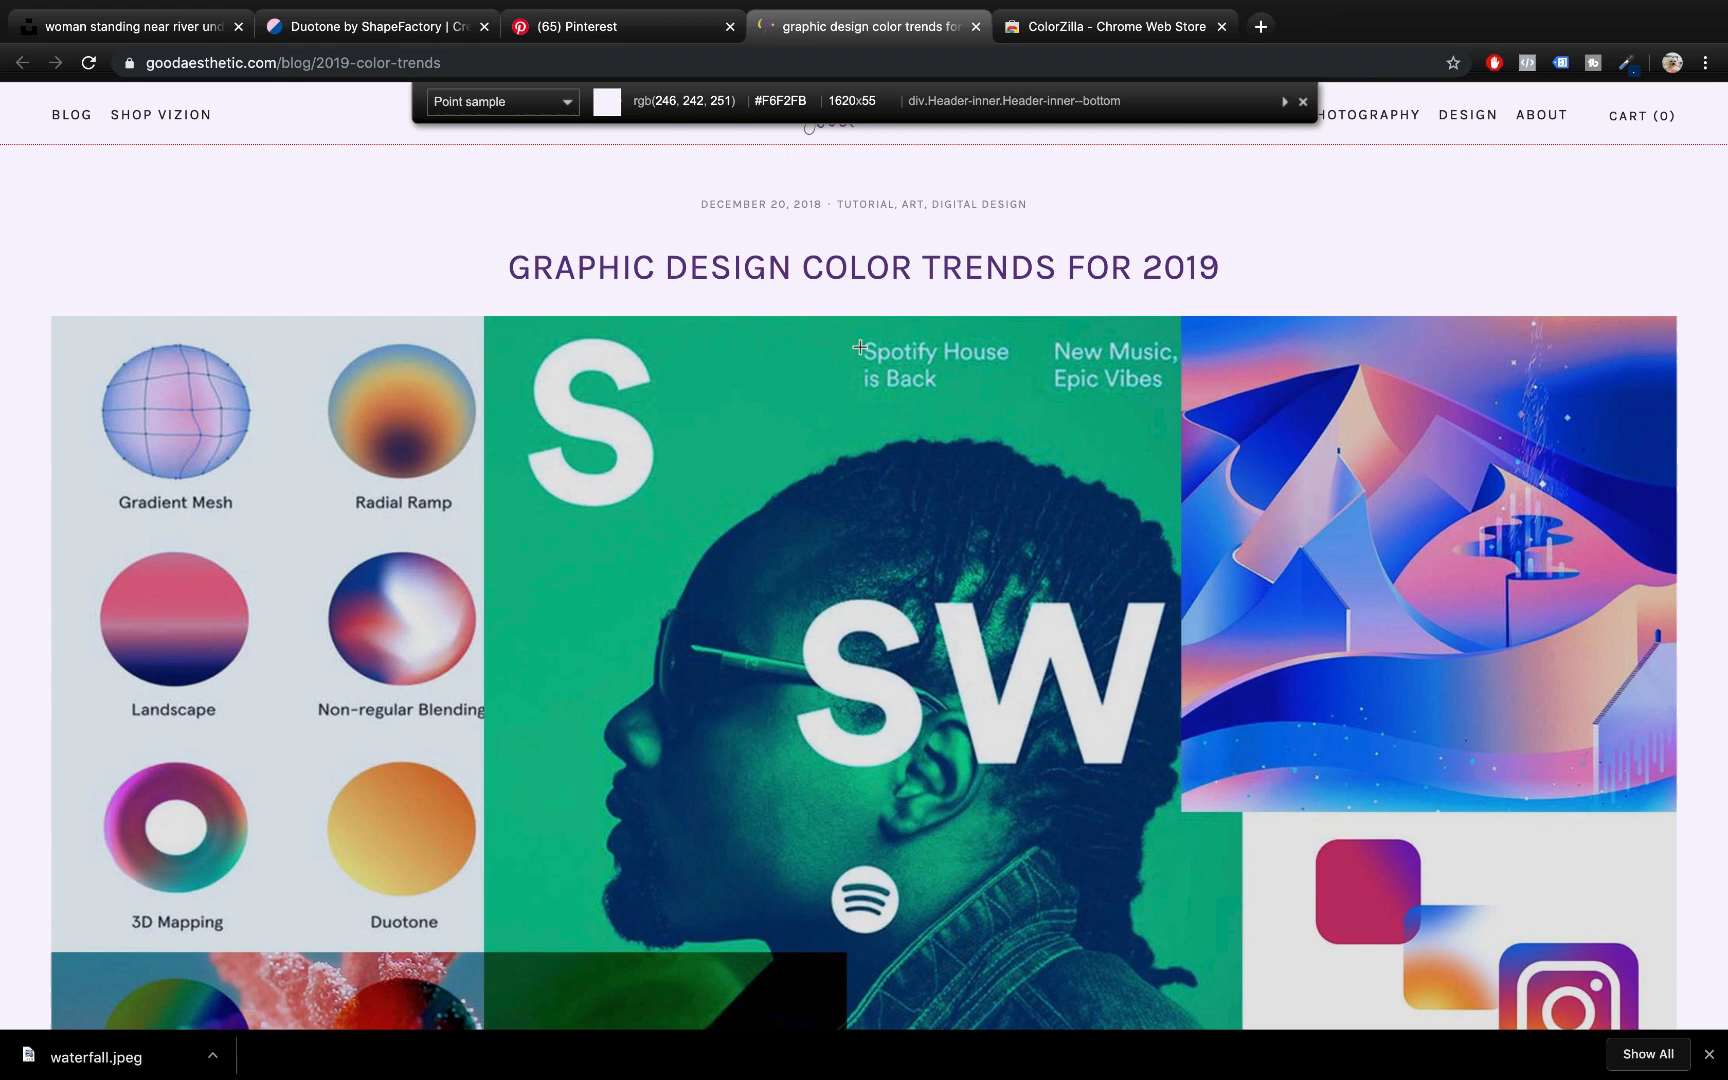 woman standing near river und
Duotone by ShapeFactory | Cre
(65) Pinterest
graphic design color trends for
ColorZilla - Chrome Web Store
goodaesthetic.com/blog/2019-color-trends
Point sample
rgb(246, 242, 251) | #F6F2FB | 1620x55 | div.Header-inner.Header-inner--bottom
BLOG SHOP VIZION
HOTOGRAPHY DESIGN ABOUT CART (0)
DECEMBER 20, 2018 · TUTORIAL, ART, DIGITAL DESIGN
GRAPHIC DESIGN COLOR TRENDS FOR 2019
Gradient Mesh
Radial Ramp
Landscape
Non-regular Blending
3D Mapping
Duotone
S
Spotify House
is Back
New Music,
Epic Vibes
SW
waterfall.jpeg
Show All